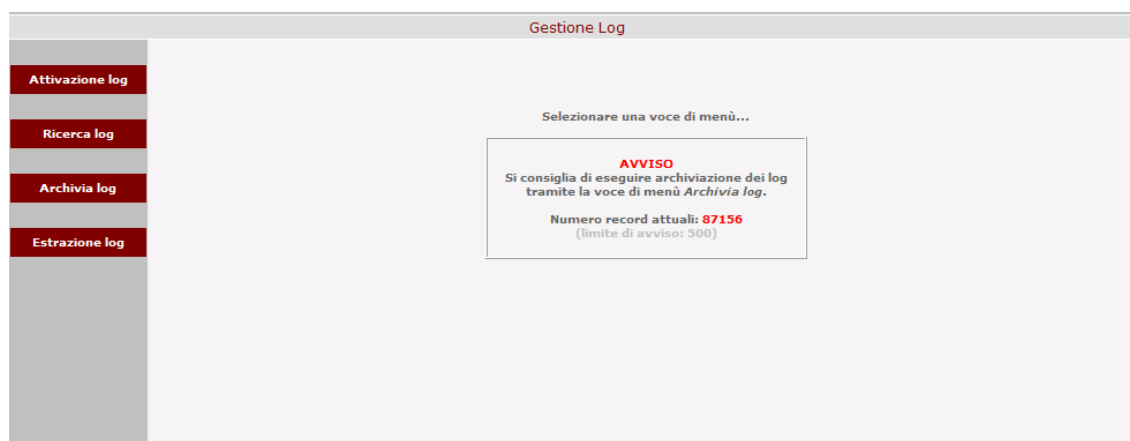 Gestione Log
Attivazione log
Ricerca log
Archivia log
Estrazione log
Selezionare una voce di menù...
AVVISO
Si consiglia di eseguire archiviazione dei log
tramite la voce di menù Archivia log.
Numero record attuali: 87156
(limite di avviso: 500)